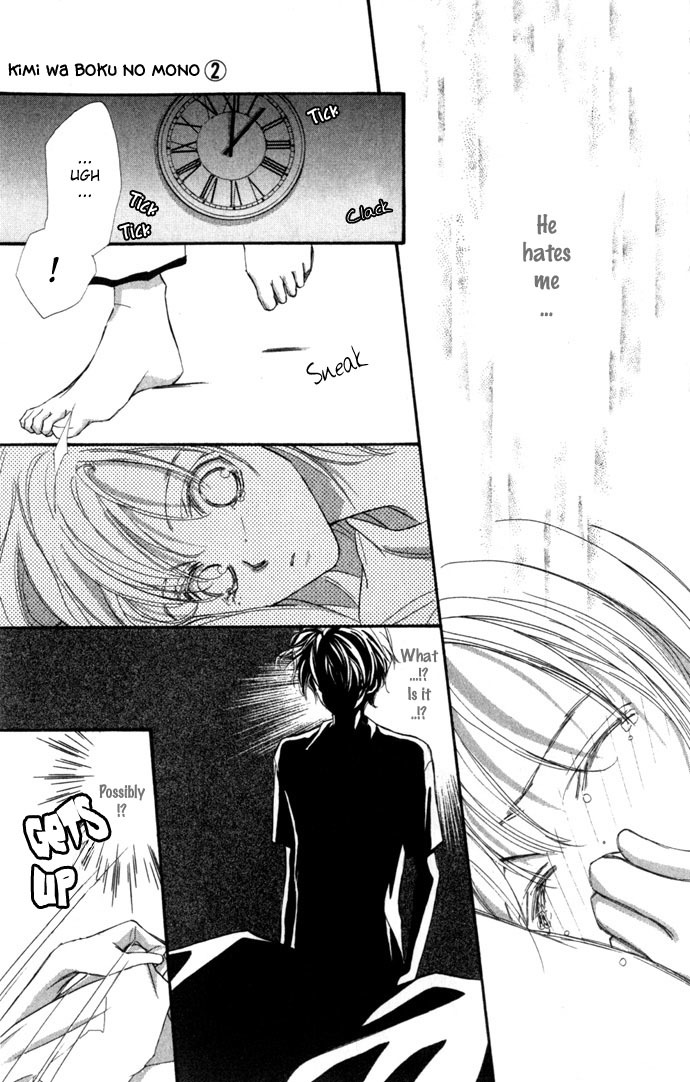 KIMI WA BOKU NO MONO ②
He
hates
me
...
Tick
Tick
Tick
Clack
...
UGH
...
!
Sneak
What
...!?
Is it
...!?
Possibly
!?
GETS
UP